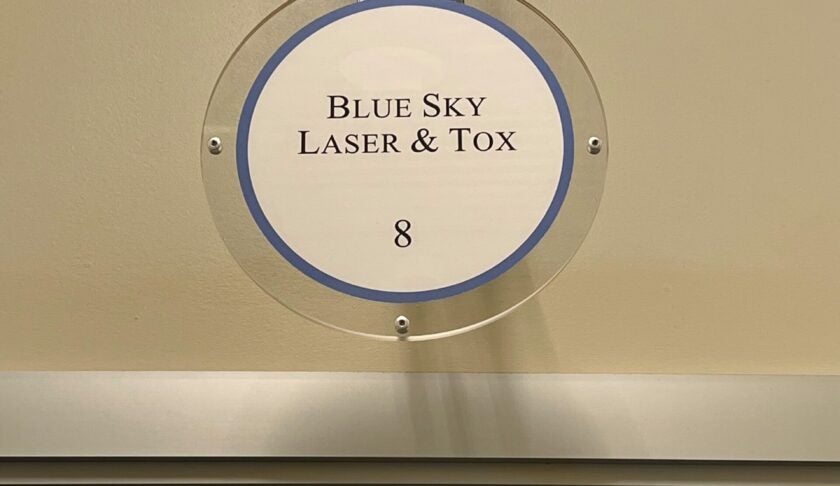 BLUE SKY
LASER & TOX
8